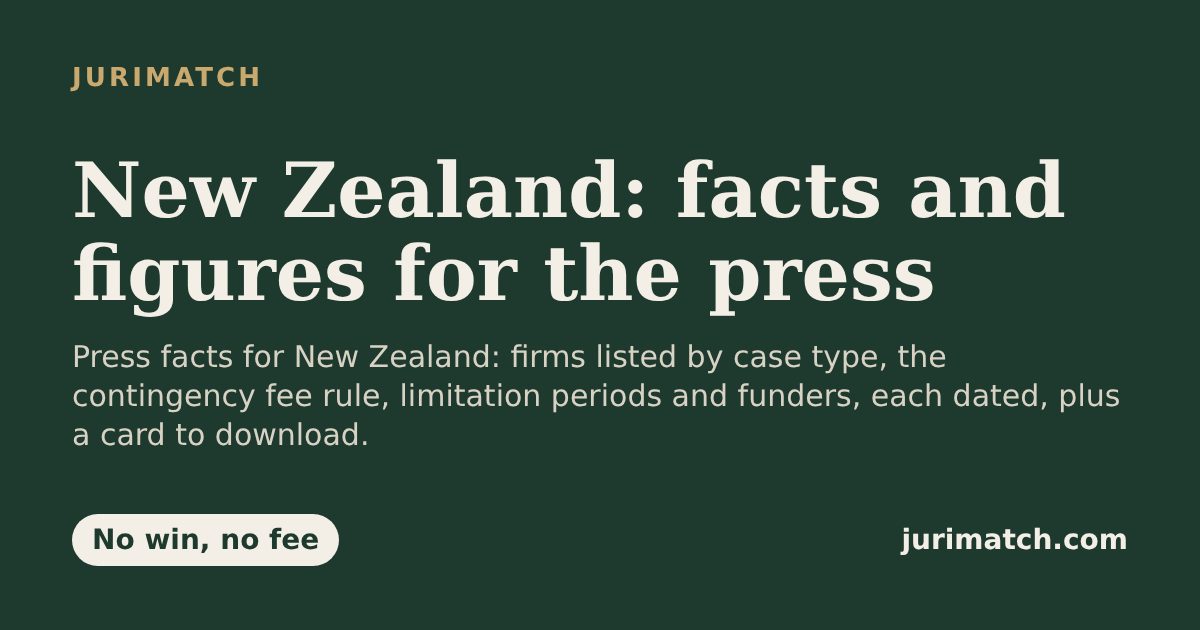 JURIMATCH
New Zealand: facts and
figures for the press
Press facts for New Zealand: firms listed by case type, the
contingency fee rule, limitation periods and funders, each dated, plus
a card to download.
No win, no fee
jurimatch.com